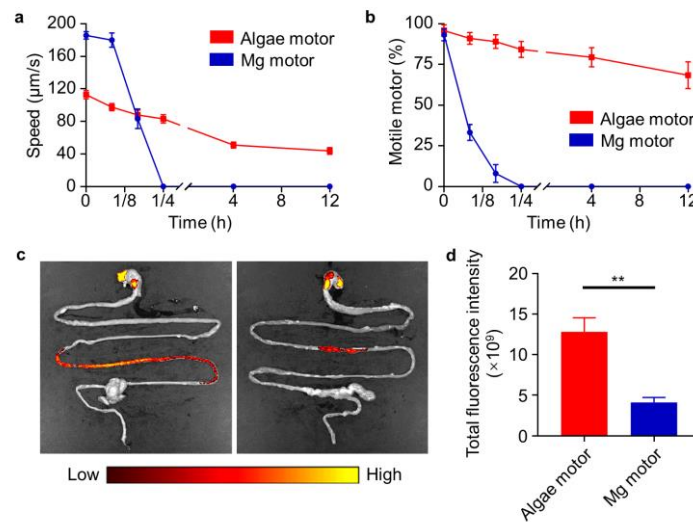 a
Speed (μm/s)
200
160
120
80
40
0
0
1/8
1/4
4
8
12
Time (h)
Algae motor
Mg motor
b
Motile motor (%)
100
75
50
25
0
0
1/8
1/4
4
8
12
Time (h)
Algae motor
Mg motor
c
Low
High
d
Total fluorescence intensity
(×10⁹)
20
15
10
5
0
**
Algae motor
Mg motor